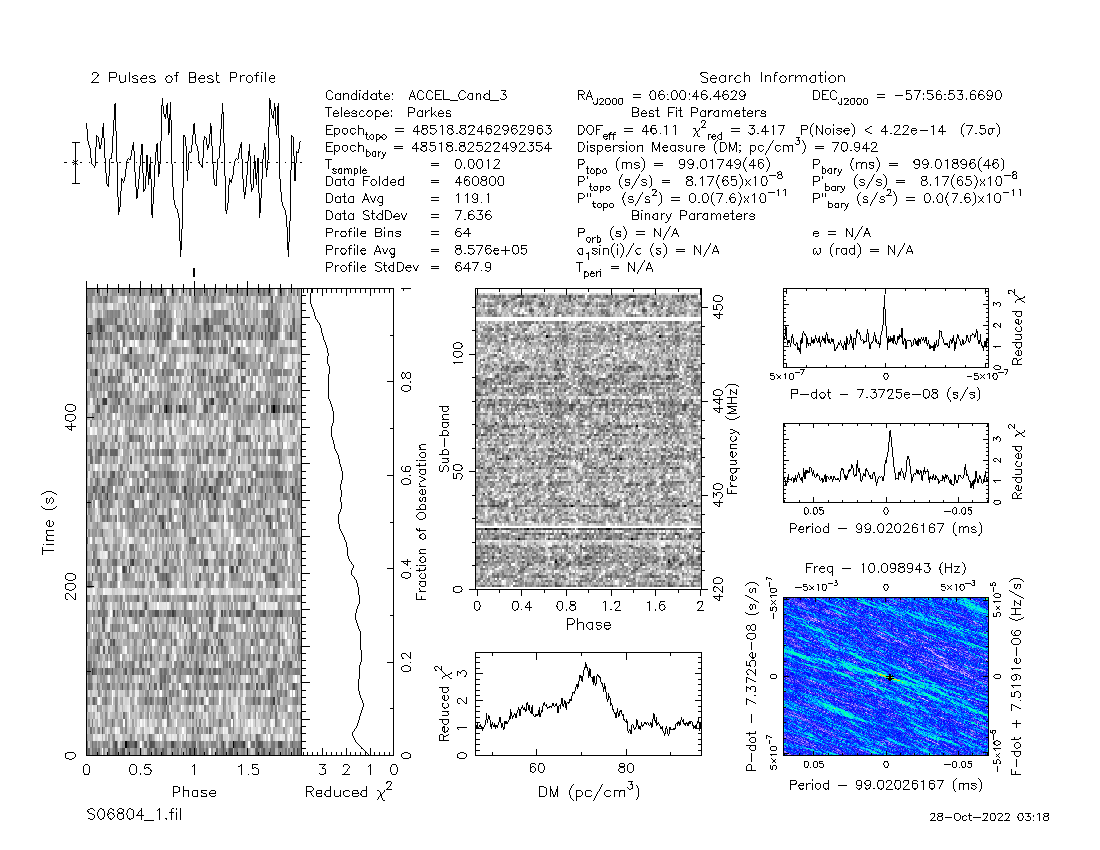 2 Pulses of Best Profile
Search Information
Candidate: ACCEL_Cand_3
RA_J2000 = 06:00:46.4629 DEC_J2000 = −57:56:53.6690
Telescope: Parkes
Best Fit Parameters
Epoch_topo = 48518.82462962963
DOF_eff = 46.11 χ²_red = 3.417 P(Noise) < 4.22e−14 (7.5σ)
Epoch_bary = 48518.82522492354
Dispersion Measure (DM; pc/cm³) = 70.942
T_sample = 0.0012
P_topo (ms) = 99.01749(46) P_bary (ms) = 99.01896(46)
Data Folded = 460800
P'_topo (s/s) = 8.17(65)×10⁻⁸ P'_bary (s/s) = 8.17(65)×10⁻⁸
Data Avg = 119.1
P''_topo (s/s²) = 0.0(7.6)×10⁻¹¹ P''_bary (s/s²) = 0.0(7.6)×10⁻¹¹
Data StdDev = 7.636
Binary Parameters
Profile Bins = 64
P_orb (s) = N/A e = N/A
Profile Avg = 8.576e+05
a₁sin(i)/c (s) = N/A ω (rad) = N/A
Profile StdDev = 647.9
T_peri = N/A
Time (s)
0 200 400
0 0.5 1 1.5
Phase
3 2 1 0
Reduced χ²
0.2 0.4 0.6 0.8
Fraction of Observation
Sub−band
0 50 100
420 430 440 450
Frequency (MHz)
0 0.4 0.8 1.2 1.6 2
Phase
Reduced χ²
0 1 2 3
60 80
DM (pc/cm³)
0 1 2 3
Reduced χ²
5×10⁻⁷ 0 −5×10⁻⁷
P−dot − 7.3725e−08 (s/s)
0 1 2 3
Reduced χ²
0.05 0 −0.05
Period − 99.02026167 (ms)
Freq − 10.098943 (Hz)
−5×10⁻³ 0 5×10⁻³
P−dot − 7.3725e−08 (s/s)
−5×10⁻⁷ 0 5×10⁻⁷
5×10⁻⁵ 0 −5×10⁻⁵
F−dot + 7.5191e−06 (Hz/s)
0.05 0 −0.05
Period − 99.02026167 (ms)
S06804_1.fil
28−Oct−2022 03:18